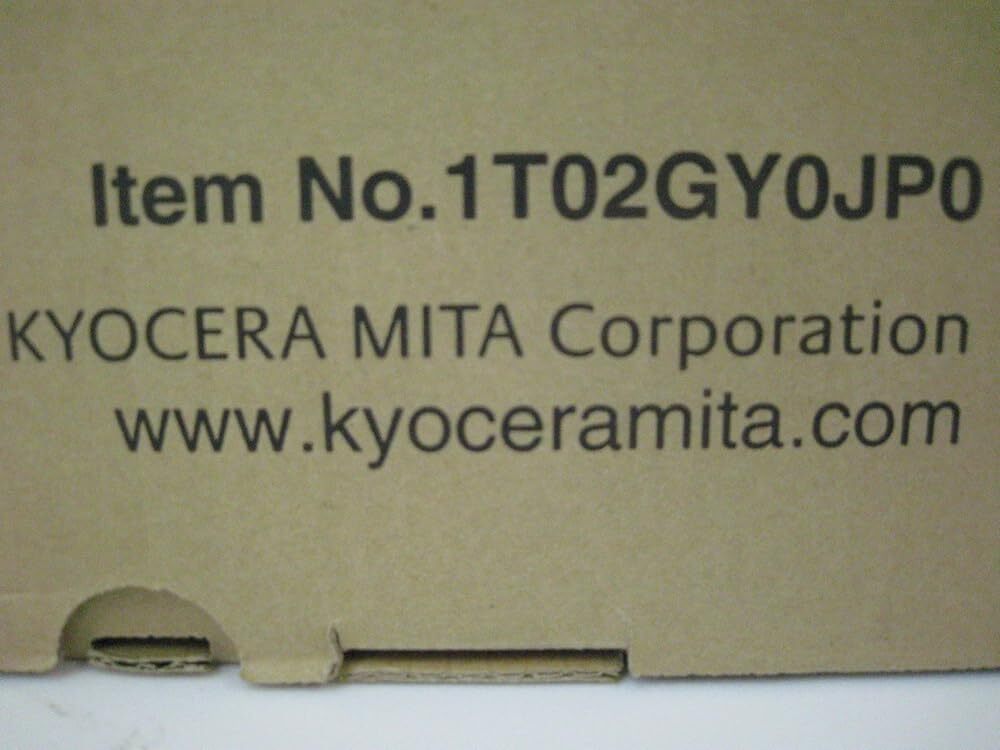 Item No.1T02GY0JP0
KYOCERA MITA Corporation
www.kyoceramita.com